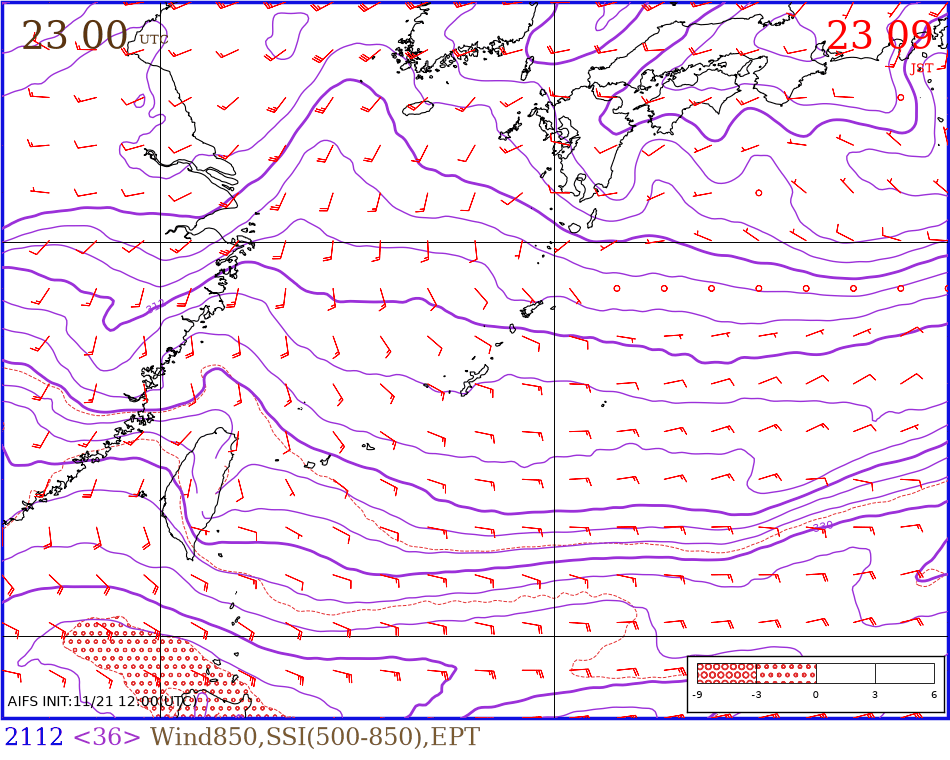 23 00 UTC
23 09
JST
330
AIFS INIT:11/21 12:00(UTC)
-9 -3 0 3 6
2112 <36> Wind850,SSI(500-850),EPT